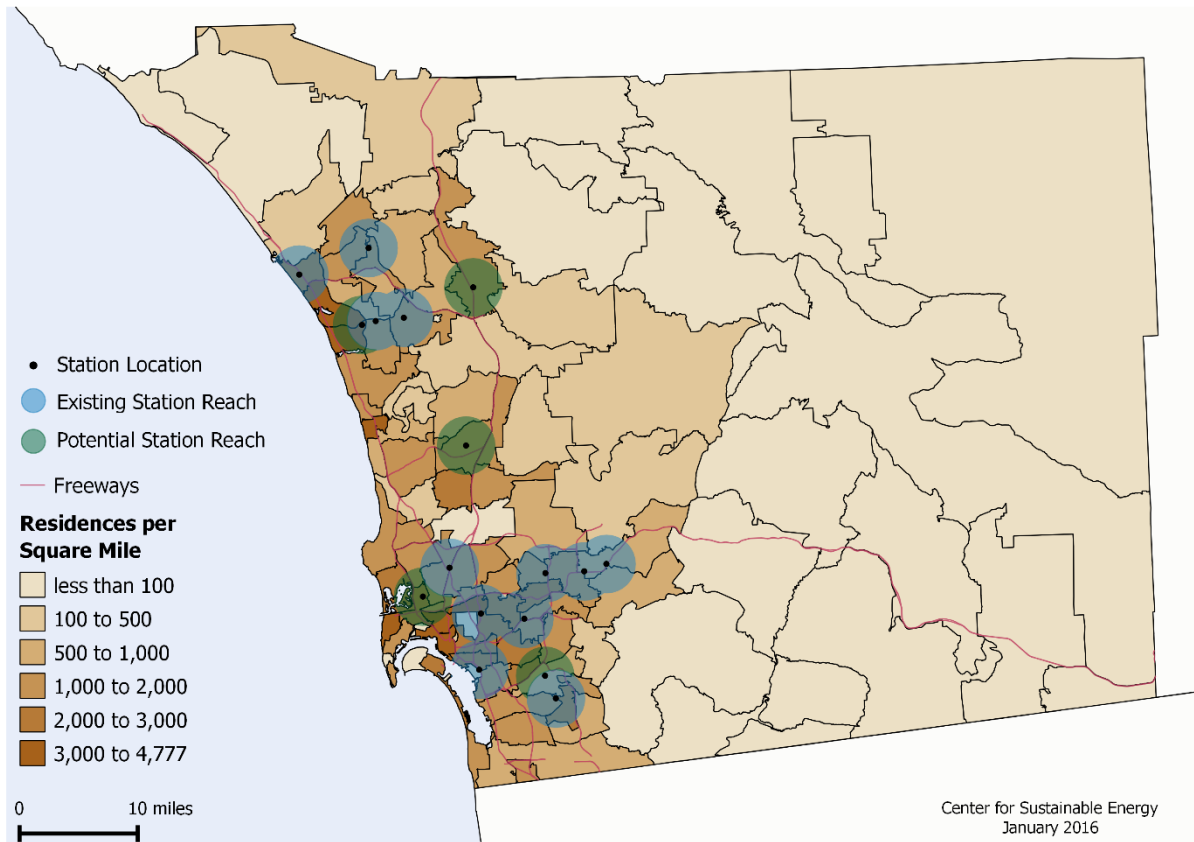 Station Location
Existing Station Reach
Potential Station Reach
Freeways
Residences per
Square Mile
less than 100
100 to 500
500 to 1,000
1,000 to 2,000
2,000 to 3,000
3,000 to 4,777
0 10 miles
Center for Sustainable Energy
January 2016